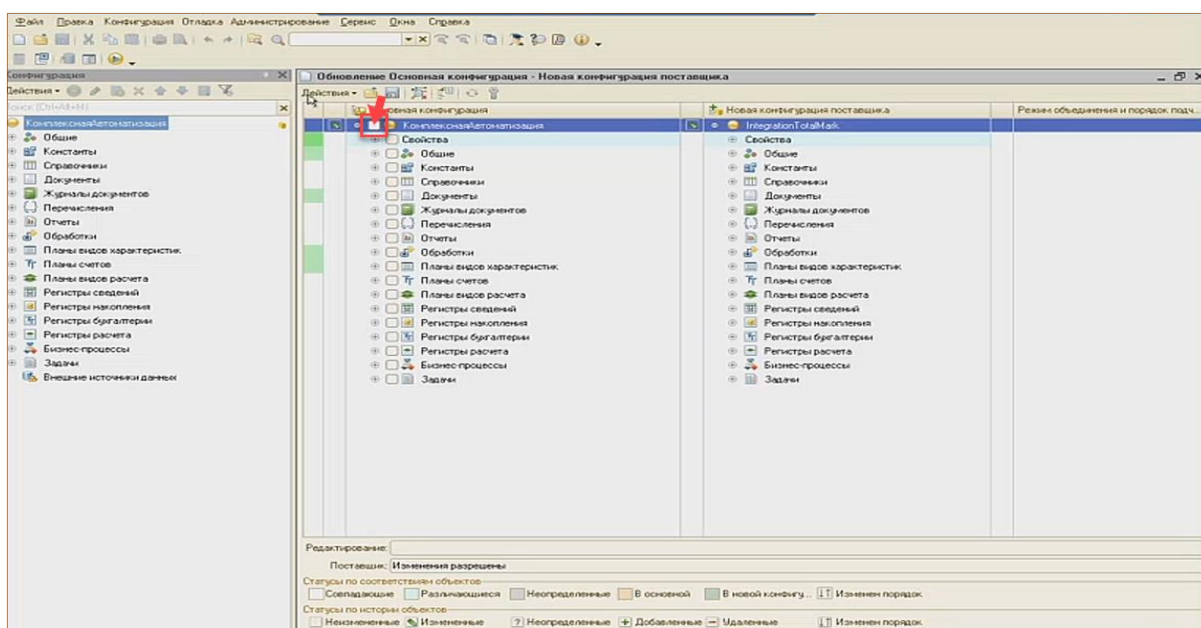 Файл Правка Конфигурация Отладка Администрирование Сервис Окна Справка
Конфигурация
Обновление Основная конфигурация - Новая конфигурация поставщика
Действия
Действия
Поиск (Ctrl+Alt+M)
основная конфигурация
Новая конфигурация поставщика
Режим объединения и порядок подч...
КомплекснаяАвтоматизация
Общие
Константы
Справочники
Документы
Журналы документов
Перечисления
Отчеты
Обработки
Планы видов характеристик
Планы счетов
Планы видов расчета
Регистры сведений
Регистры накопления
Регистры бухгалтерии
Регистры расчета
Бизнес-процессы
Задачи
Внешние источники данных
КомплекснаяАвтоматизация
Свойства
Общие
Константы
Справочники
Документы
Журналы документов
Перечисления
Отчеты
Обработки
Планы видов характеристик
Планы счетов
Планы видов расчета
Регистры сведений
Регистры накопления
Регистры бухгалтерии
Регистры расчета
Бизнес-процессы
Задачи
IntegrationTotalMark
Свойства
Общие
Константы
Справочники
Документы
Журналы документов
Перечисления
Отчеты
Обработки
Планы видов характеристик
Планы счетов
Планы видов расчета
Регистры сведений
Регистры накопления
Регистры бухгалтерии
Регистры расчета
Бизнес-процессы
Задачи
Редактирование:
Поставщик: Изменения разрешены
Статусы по соответствиям объектов
Совпадающие Различающиеся Неопределенные В основной В новой конфигу... Изменен порядок
Статусы по истории объектов
Неизмененные Измененные ? Неопределенные Добавленные Удаленные Изменен порядок